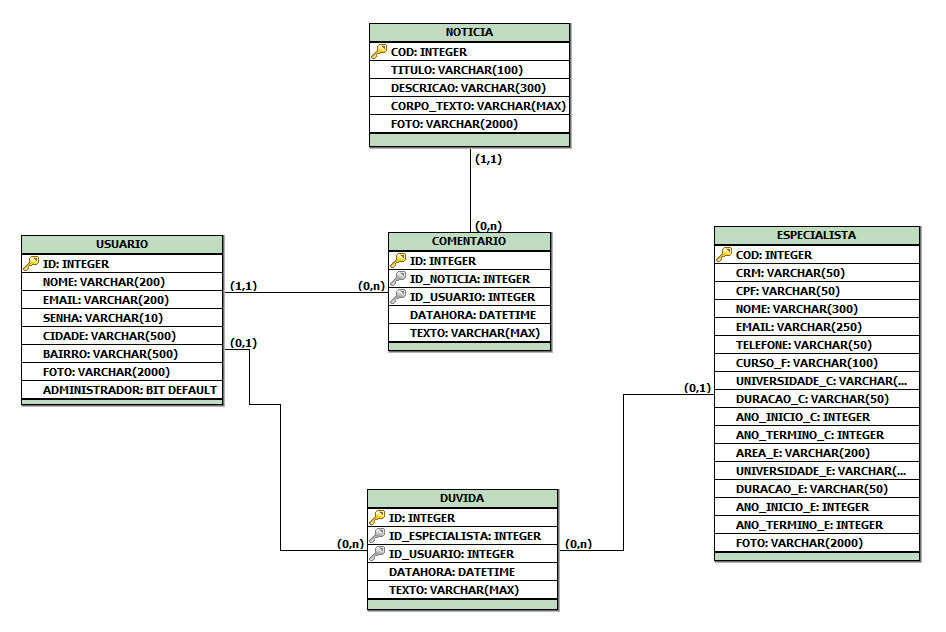 NOTICIA
COD: INTEGER
TITULO: VARCHAR(100)
DESCRICAO: VARCHAR(300)
CORPO_TEXTO: VARCHAR(MAX)
FOTO: VARCHAR(2000)
(1,1)
(0,n)
COMENTARIO
ID: INTEGER
ID_NOTICIA: INTEGER
ID_USUARIO: INTEGER
DATAHORA: DATETIME
TEXTO: VARCHAR(MAX)
USUARIO
ID: INTEGER
NOME: VARCHAR(200)
EMAIL: VARCHAR(200)
SENHA: VARCHAR(10)
CIDADE: VARCHAR(500)
BAIRRO: VARCHAR(500)
FOTO: VARCHAR(2000)
ADMINISTRADOR: BIT DEFAULT
(1,1)
(0,n)
(0,1)
(0,n)
ESPECIALISTA
COD: INTEGER
CRM: VARCHAR(50)
CPF: VARCHAR(50)
NOME: VARCHAR(300)
EMAIL: VARCHAR(250)
TELEFONE: VARCHAR(50)
CURSO_F: VARCHAR(100)
UNIVERSIDADE_C: VARCHAR(...
DURACAO_C: VARCHAR(50)
ANO_INICIO_C: INTEGER
ANO_TERMINO_C: INTEGER
AREA_E: VARCHAR(200)
UNIVERSIDADE_E: VARCHAR(...
DURACAO_E: VARCHAR(50)
ANO_INICIO_E: INTEGER
ANO_TERMINO_E: INTEGER
FOTO: VARCHAR(2000)
(0,1)
(0,n)
DUVIDA
ID: INTEGER
ID_ESPECIALISTA: INTEGER
ID_USUARIO: INTEGER
DATAHORA: DATETIME
TEXTO: VARCHAR(MAX)